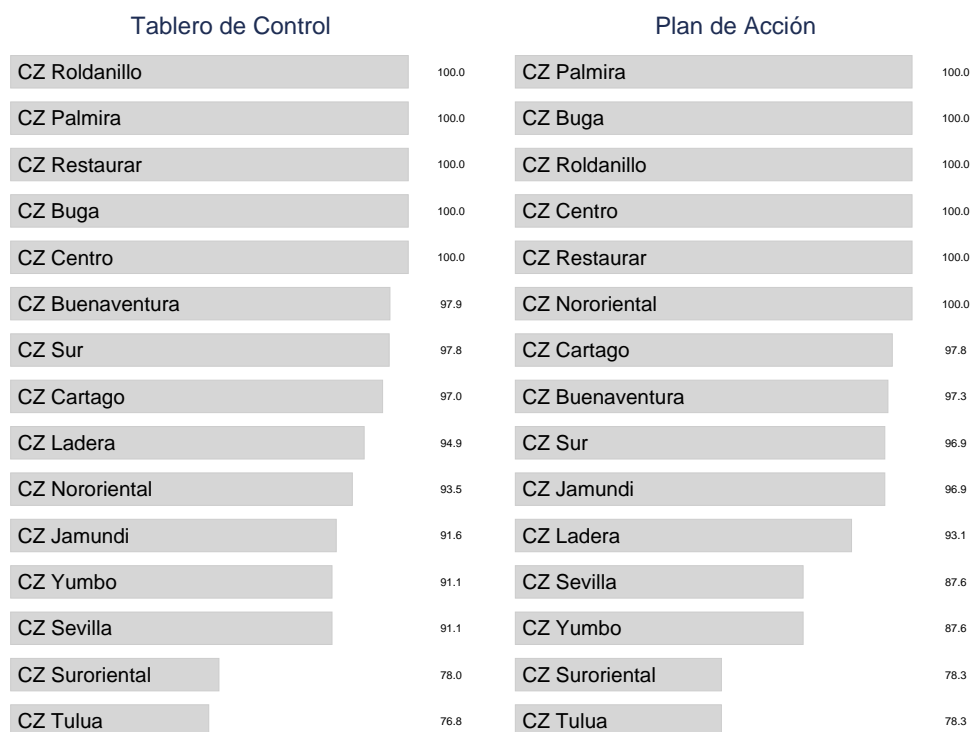 Tablero de Control
CZ Roldanillo 100.0
CZ Palmira 100.0
CZ Restaurar 100.0
CZ Buga 100.0
CZ Centro 100.0
CZ Buenaventura 97.9
CZ Sur 97.8
CZ Cartago 97.0
CZ Ladera 94.9
CZ Nororiental 93.5
CZ Jamundi 91.6
CZ Yumbo 91.1
CZ Sevilla 91.1
CZ Suroriental 78.0
CZ Tulua 76.8
Plan de Acción
CZ Palmira 100.0
CZ Buga 100.0
CZ Roldanillo 100.0
CZ Centro 100.0
CZ Restaurar 100.0
CZ Nororiental 100.0
CZ Cartago 97.8
CZ Buenaventura 97.3
CZ Sur 96.9
CZ Jamundi 96.9
CZ Ladera 93.1
CZ Sevilla 87.6
CZ Yumbo 87.6
CZ Suroriental 78.3
CZ Tulua 78.3